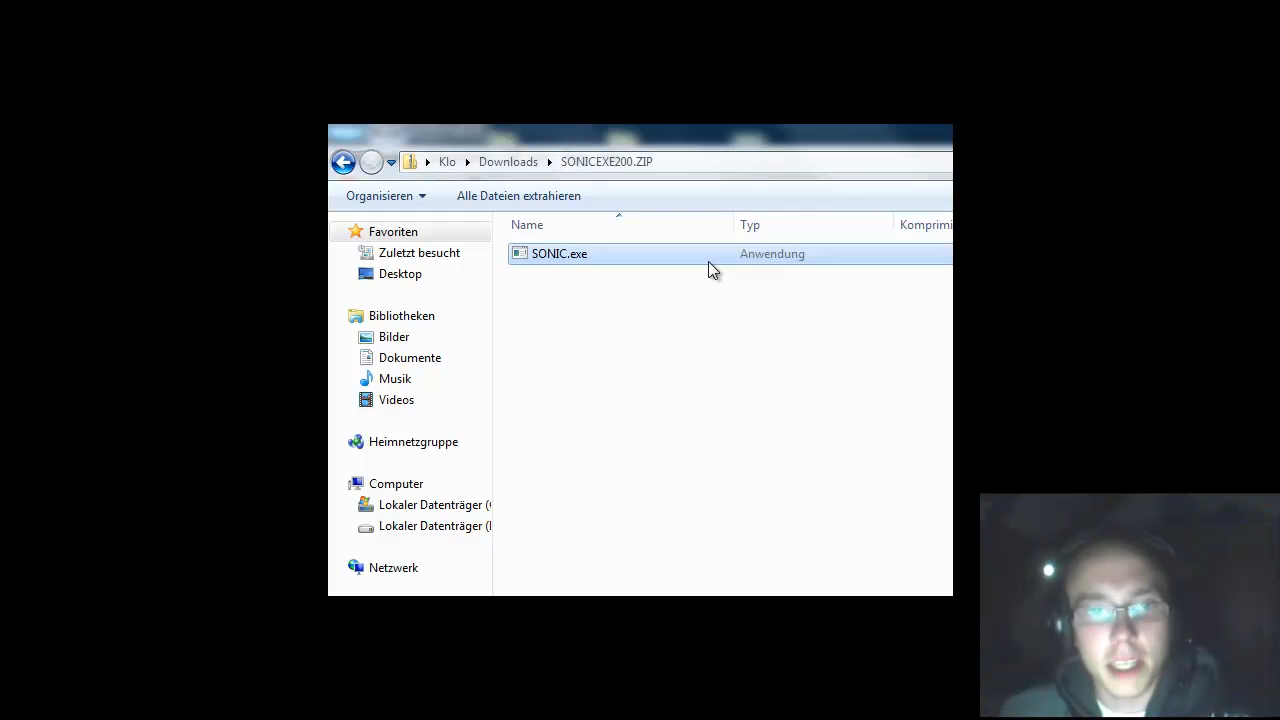 Klo Downloads SONICEXE200.ZIP
Organisieren Alle Dateien extrahieren
Name Typ Komprimi
Favoriten
SONIC.exe Anwendung
Zuletzt besucht
Desktop
Bibliotheken
Bilder
Dokumente
Musik
Videos
Heimnetzgruppe
Computer
Lokaler Datenträger (
Lokaler Datenträger (
Netzwerk